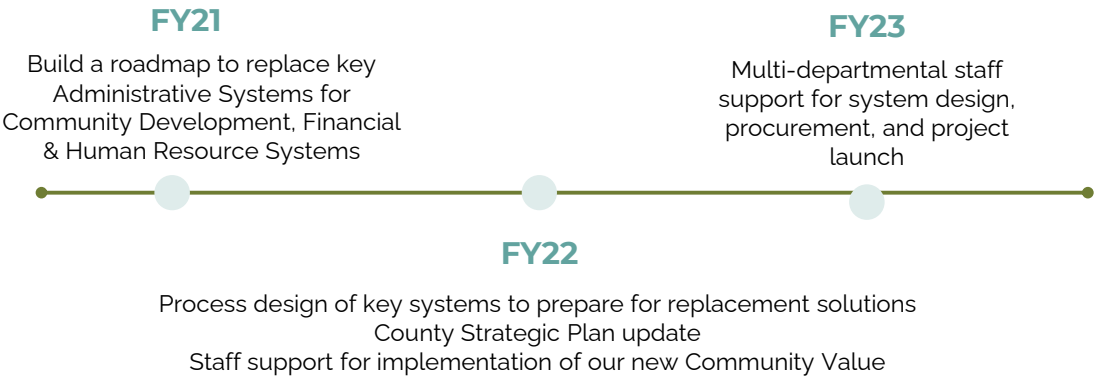 FY21
Build a roadmap to replace key
Administrative Systems for
Community Development, Financial
& Human Resource Systems
FY23
Multi-departmental staff
support for system design,
procurement, and project
launch
FY22
Process design of key systems to prepare for replacement solutions
County Strategic Plan update
Staff support for implementation of our new Community Value